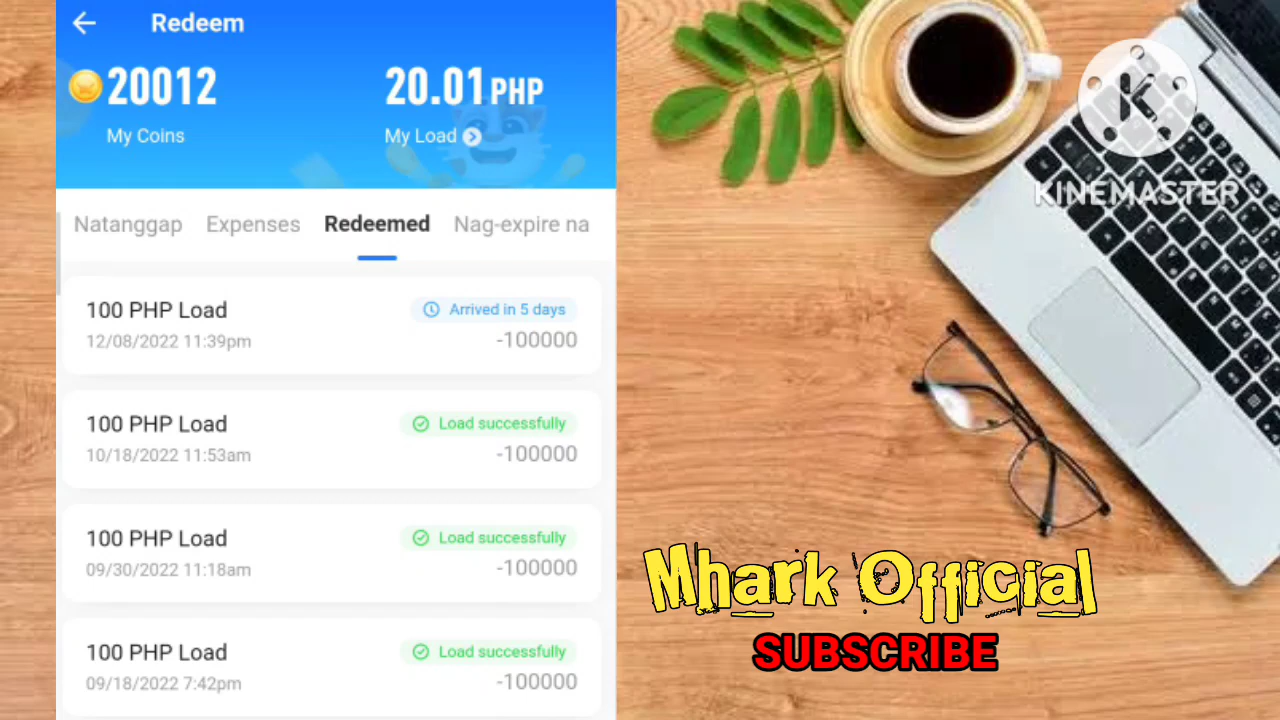 Redeem
20012
20.01 PHP
My Coins
My Load
Natanggap Expenses Redeemed Nag-expire na
100 PHP Load
Arrived in 5 days
12/08/2022 11:39pm
-100000
100 PHP Load
Load successfully
10/18/2022 11:53am
-100000
100 PHP Load
Load successfully
09/30/2022 11:18am
-100000
100 PHP Load
Load successfully
09/18/2022 7:42pm
-100000
K
KINEMASTER
Mhark Official
SUBSCRIBE